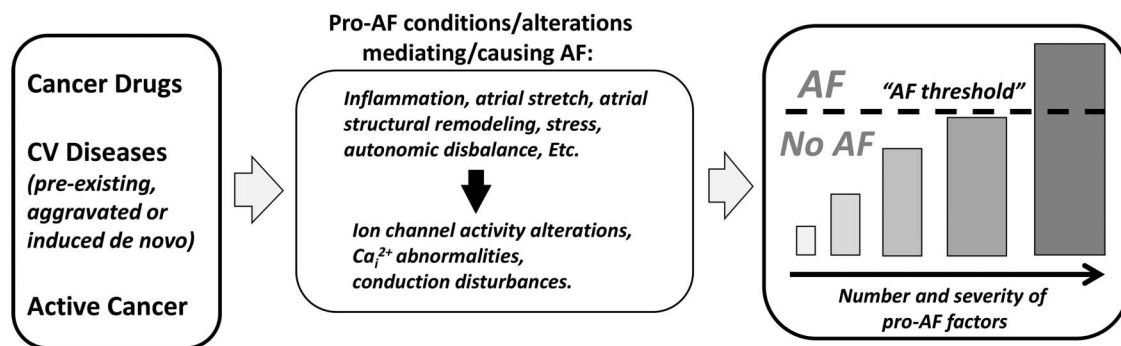 Cancer Drugs
CV Diseases
(pre-existing,
aggravated or
induced de novo)
Active Cancer
Pro-AF conditions/alterations
mediating/causing AF:
Inflammation, atrial stretch, atrial
structural remodeling, stress,
autonomic disbalance, Etc.
Ion channel activity alterations,
Caᵢ²⁺ abnormalities,
conduction disturbances.
AF
"AF threshold"
No AF
Number and severity of
pro-AF factors